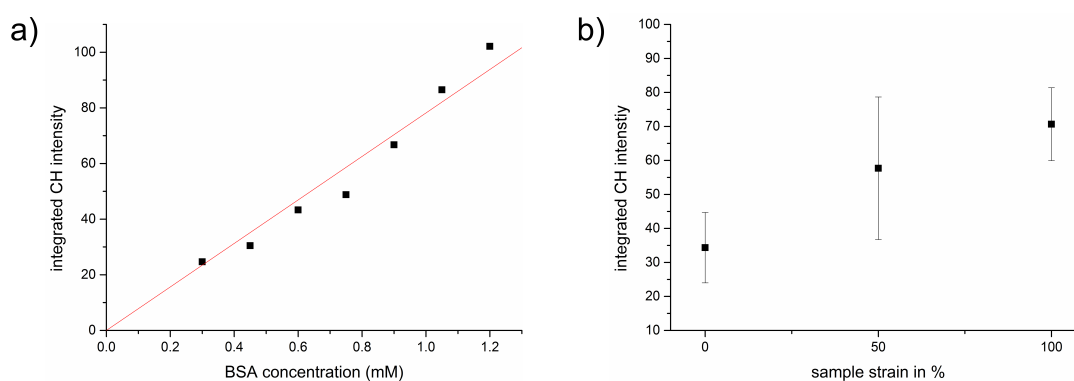 a)
integrated CH intensity
100
80
60
40
20
0
0.0 0.2 0.4 0.6 0.8 1.0 1.2
BSA concentration (mM)
b)
integrated CH intenstiy
100
90
80
70
60
50
40
30
20
10
0 50 100
sample strain in %